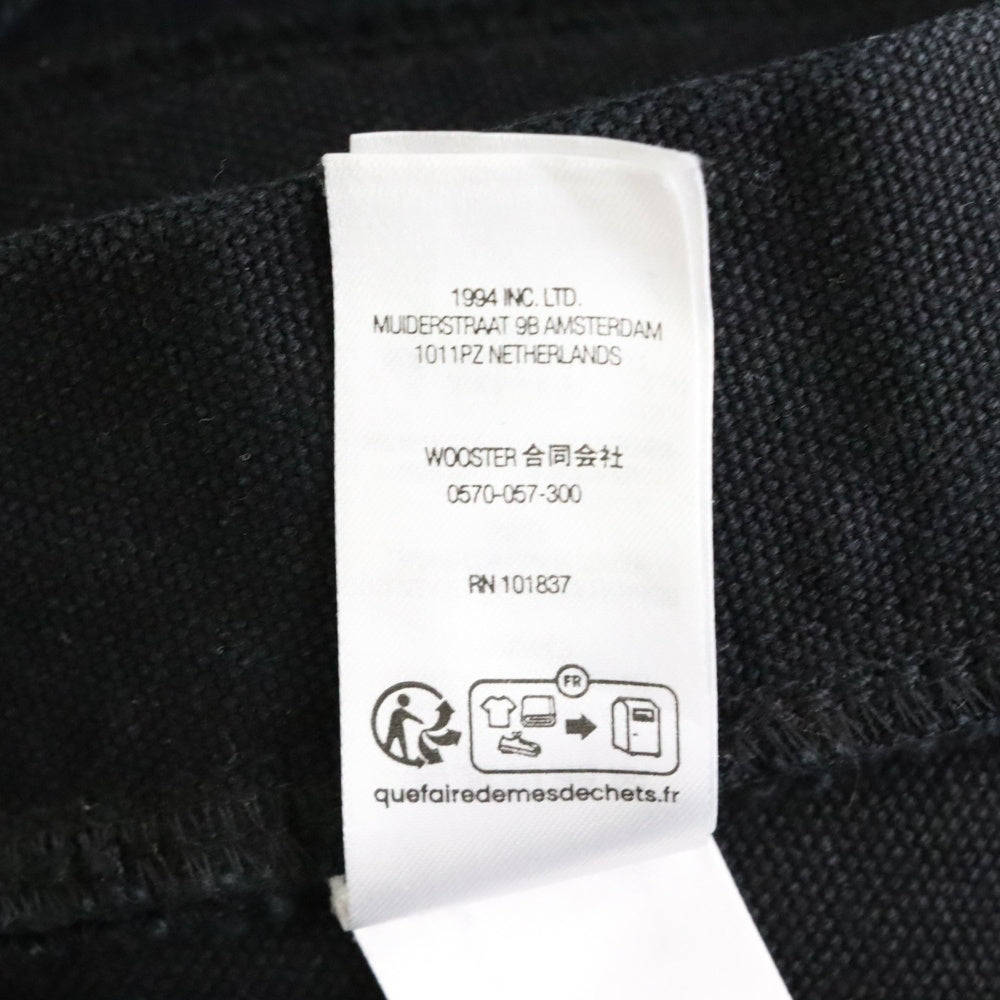 1994 INC. LTD.
MUIDERSTRAAT 9B AMSTERDAM
1011PZ NETHERLANDS
WOOSTER 合同会社
0570-057-300
RN 101837
FR
quefairedemesdechets.fr